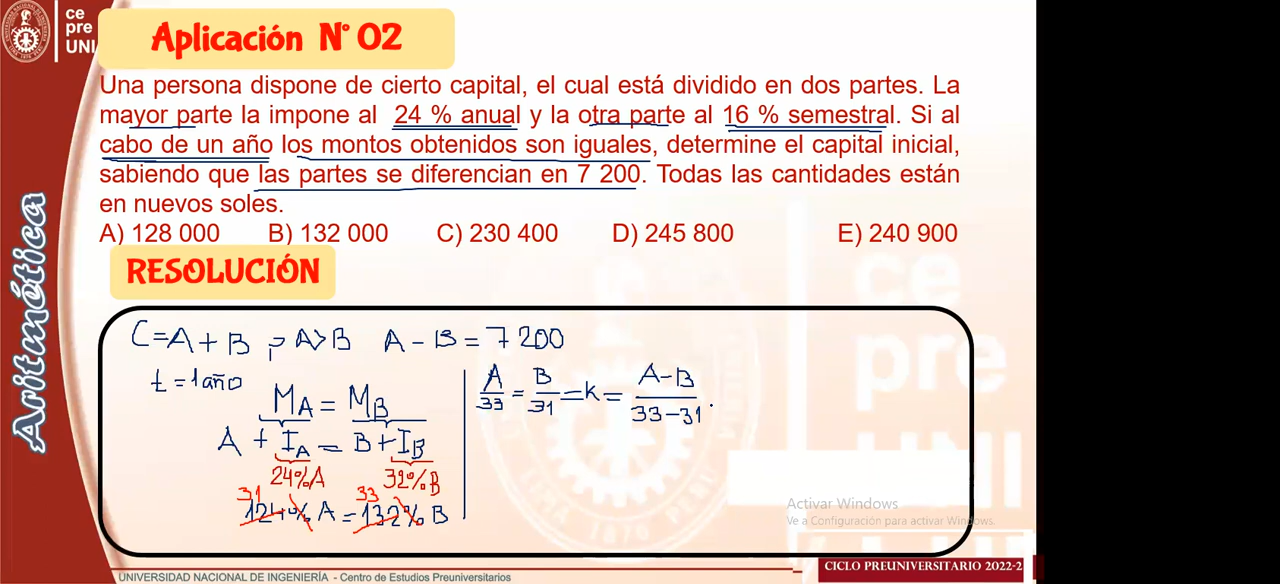 ce
pre
UNI
Aplicación N° 02
Una persona dispone de cierto capital, el cual está dividido en dos partes. La
mayor parte la impone al 24 % anual y la otra parte al 16 % semestral. Si al
cabo de un año los montos obtenidos son iguales, determine el capital inicial,
sabiendo que las partes se diferencian en 7 200. Todas las cantidades están
en nuevos soles.
A) 128 000 B) 132 000 C) 230 400 D) 245 800 E) 240 900
RESOLUCIÓN
Aritmética
C=A+B , A>B A-B=7200
t=1año
M_A = M_B
A + I_A = B + I_B
24%A 32%B
31 33
124% A = 132% B
A/33 = B/31 = K = A-B/33-31 .
ce
pre
UNI
Activar Windows
Ve a Configuración para activar Windows.
UNIVERSIDAD NACIONAL DE INGENIERÍA - Centro de Estudios Preuniversitarios
CICLO PREUNIVERSITARIO 2022-2